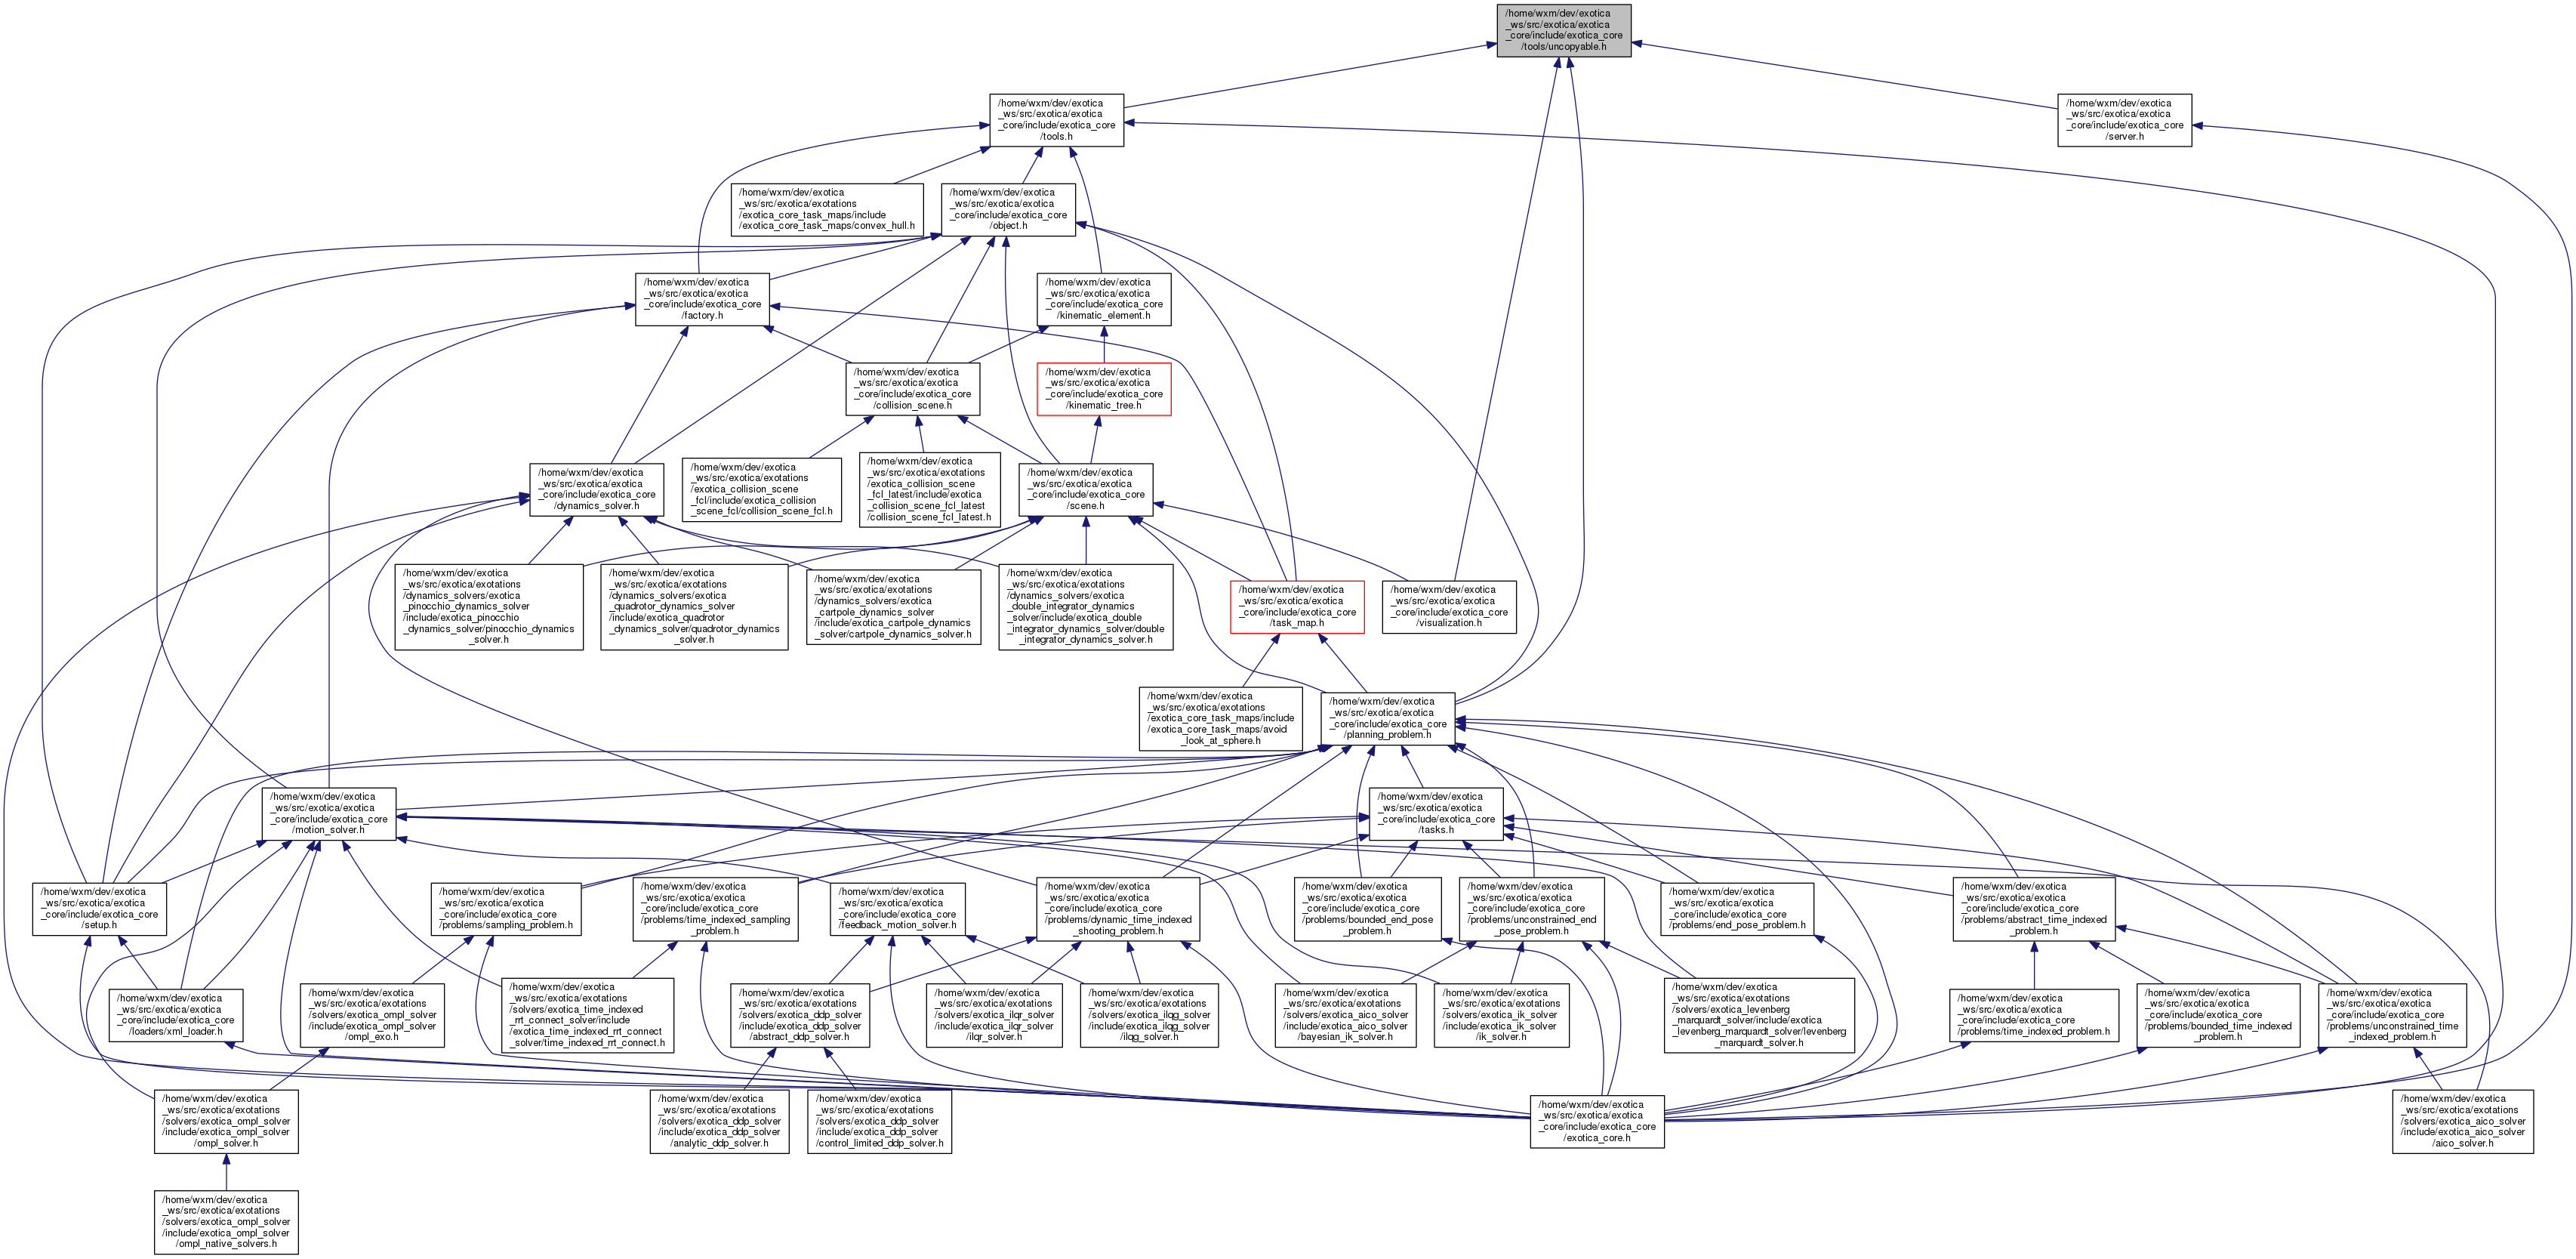 /home/wxm/dev/exotica
_ws/src/exotica/exotica
_core/include/exotica_core
/tools/uncopyable.h
/home/wxm/dev/exotica
_ws/src/exotica/exotica
_core/include/exotica_core
/tools.h
/home/wxm/dev/exotica
_ws/src/exotica/exotica
_core/include/exotica_core
/server.h
/home/wxm/dev/exotica
_ws/src/exotica/exotations
/exotica_core_task_maps/include
/exotica_core_task_maps/convex_hull.h
/home/wxm/dev/exotica
_ws/src/exotica/exotica
_core/include/exotica_core
/object.h
/home/wxm/dev/exotica
_ws/src/exotica/exotica
_core/include/exotica_core
/factory.h
/home/wxm/dev/exotica
_ws/src/exotica/exotica
_core/include/exotica_core
/kinematic_element.h
/home/wxm/dev/exotica
_ws/src/exotica/exotica
_core/include/exotica_core
/collision_scene.h
/home/wxm/dev/exotica
_ws/src/exotica/exotica
_core/include/exotica_core
/kinematic_tree.h
/home/wxm/dev/exotica
_ws/src/exotica/exotica
_core/include/exotica_core
/dynamics_solver.h
/home/wxm/dev/exotica
_ws/src/exotica/exotations
/exotica_collision_scene
_fcl/include/exotica_collision
_scene_fcl/collision_scene_fcl.h
/home/wxm/dev/exotica
_ws/src/exotica/exotations
/exotica_collision_scene
_fcl_latest/include/exotica
_collision_scene_fcl_latest
/collision_scene_fcl_latest.h
/home/wxm/dev/exotica
_ws/src/exotica/exotica
_core/include/exotica_core
/scene.h
/home/wxm/dev/exotica
_ws/src/exotica/exotations
/dynamics_solvers/exotica
_pinocchio_dynamics_solver
/include/exotica_pinocchio
_dynamics_solver/pinocchio_dynamics
_solver.h
/home/wxm/dev/exotica
_ws/src/exotica/exotations
/dynamics_solvers/exotica
_quadrotor_dynamics_solver
/include/exotica_quadrotor
_dynamics_solver/quadrotor_dynamics
_solver.h
/home/wxm/dev/exotica
_ws/src/exotica/exotations
/dynamics_solvers/exotica
_cartpole_dynamics_solver
/include/exotica_cartpole_dynamics
_solver/cartpole_dynamics_solver.h
/home/wxm/dev/exotica
_ws/src/exotica/exotations
/dynamics_solvers/exotica
_double_integrator_dynamics
_solver/include/exotica_double
_integrator_dynamics_solver/double
_integrator_dynamics_solver.h
/home/wxm/dev/exotica
_ws/src/exotica/exotica
_core/include/exotica_core
/task_map.h
/home/wxm/dev/exotica
_ws/src/exotica/exotica
_core/include/exotica_core
/visualization.h
/home/wxm/dev/exotica
_ws/src/exotica/exotations
/exotica_core_task_maps/include
/exotica_core_task_maps/avoid
_look_at_sphere.h
/home/wxm/dev/exotica
_ws/src/exotica/exotica
_core/include/exotica_core
/planning_problem.h
/home/wxm/dev/exotica
_ws/src/exotica/exotica
_core/include/exotica_core
/motion_solver.h
/home/wxm/dev/exotica
_ws/src/exotica/exotica
_core/include/exotica_core
/tasks.h
/home/wxm/dev/exotica
_ws/src/exotica/exotica
_core/include/exotica_core
/setup.h
/home/wxm/dev/exotica
_ws/src/exotica/exotica
_core/include/exotica_core
/problems/sampling_problem.h
/home/wxm/dev/exotica
_ws/src/exotica/exotica
_core/include/exotica_core
/problems/time_indexed_sampling
_problem.h
/home/wxm/dev/exotica
_ws/src/exotica/exotica
_core/include/exotica_core
/feedback_motion_solver.h
/home/wxm/dev/exotica
_ws/src/exotica/exotica
_core/include/exotica_core
/problems/dynamic_time_indexed
_shooting_problem.h
/home/wxm/dev/exotica
_ws/src/exotica/exotica
_core/include/exotica_core
/problems/bounded_end_pose
_problem.h
/home/wxm/dev/exotica
_ws/src/exotica/exotica
_core/include/exotica_core
/problems/unconstrained_end
_pose_problem.h
/home/wxm/dev/exotica
_ws/src/exotica/exotica
_core/include/exotica_core
/problems/end_pose_problem.h
/home/wxm/dev/exotica
_ws/src/exotica/exotica
_core/include/exotica_core
/problems/abstract_time_indexed
_problem.h
/home/wxm/dev/exotica
_ws/src/exotica/exotica
_core/include/exotica_core
/loaders/xml_loader.h
/home/wxm/dev/exotica
_ws/src/exotica/exotations
/solvers/exotica_ompl_solver
/include/exotica_ompl_solver
/ompl_exo.h
/home/wxm/dev/exotica
_ws/src/exotica/exotations
/solvers/exotica_time_indexed
_rrt_connect_solver/include
/exotica_time_indexed_rrt_connect
_solver/time_indexed_rrt_connect.h
/home/wxm/dev/exotica
_ws/src/exotica/exotations
/solvers/exotica_ddp_solver
/include/exotica_ddp_solver
/abstract_ddp_solver.h
/home/wxm/dev/exotica
_ws/src/exotica/exotations
/solvers/exotica_ilqr_solver
/include/exotica_ilqr_solver
/ilqr_solver.h
/home/wxm/dev/exotica
_ws/src/exotica/exotations
/solvers/exotica_ilqg_solver
/include/exotica_ilqg_solver
/ilqg_solver.h
/home/wxm/dev/exotica
_ws/src/exotica/exotations
/solvers/exotica_aico_solver
/include/exotica_aico_solver
/bayesian_ik_solver.h
/home/wxm/dev/exotica
_ws/src/exotica/exotations
/solvers/exotica_ik_solver
/include/exotica_ik_solver
/ik_solver.h
/home/wxm/dev/exotica
_ws/src/exotica/exotations
/solvers/exotica_levenberg
_marquardt_solver/include/exotica
_levenberg_marquardt_solver/levenberg
_marquardt_solver.h
/home/wxm/dev/exotica
_ws/src/exotica/exotica
_core/include/exotica_core
/problems/time_indexed_problem.h
/home/wxm/dev/exotica
_ws/src/exotica/exotica
_core/include/exotica_core
/problems/bounded_time_indexed
_problem.h
/home/wxm/dev/exotica
_ws/src/exotica/exotica
_core/include/exotica_core
/problems/unconstrained_time
_indexed_problem.h
/home/wxm/dev/exotica
_ws/src/exotica/exotations
/solvers/exotica_ompl_solver
/include/exotica_ompl_solver
/ompl_solver.h
/home/wxm/dev/exotica
_ws/src/exotica/exotations
/solvers/exotica_ddp_solver
/include/exotica_ddp_solver
/analytic_ddp_solver.h
/home/wxm/dev/exotica
_ws/src/exotica/exotations
/solvers/exotica_ddp_solver
/include/exotica_ddp_solver
/control_limited_ddp_solver.h
/home/wxm/dev/exotica
_ws/src/exotica/exotica
_core/include/exotica_core
/exotica_core.h
/home/wxm/dev/exotica
_ws/src/exotica/exotations
/solvers/exotica_aico_solver
/include/exotica_aico_solver
/aico_solver.h
/home/wxm/dev/exotica
_ws/src/exotica/exotations
/solvers/exotica_ompl_solver
/include/exotica_ompl_solver
/ompl_native_solvers.h